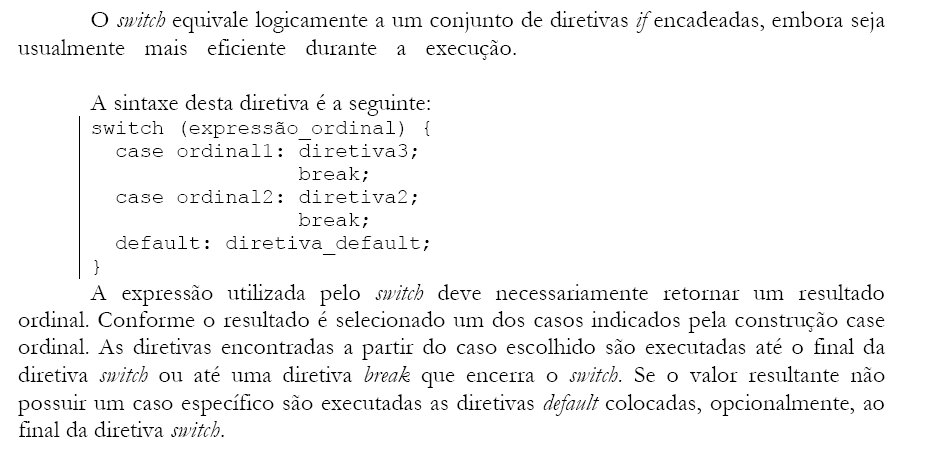 O switch equivale logicamente a um conjunto de diretivas if encadeadas, embora seja
usualmente mais eficiente durante a execução.
A sintaxe desta diretiva é a seguinte:
switch (expressão_ordinal) {
case ordinal1: diretiva3;
break;
case ordinal2: diretiva2;
break;
default: diretiva_default;
}
A expressão utilizada pelo switch deve necessariamente retornar um resultado
ordinal. Conforme o resultado é selecionado um dos casos indicados pela construção case
ordinal. As diretivas encontradas a partir do caso escolhido são executadas até o final da
diretiva switch ou até uma diretiva break que encerra o switch. Se o valor resultante não
possuir um caso específico são executadas as diretivas default colocadas, opcionalmente, ao
final da diretiva switch.